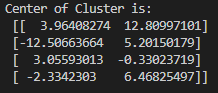 Center of Cluster is:
[[  3.96408274  12.80997101]
[-12.50663664   5.20150179]
[  3.05593013  -0.33023719]
[ -2.3342303    6.46825497]]